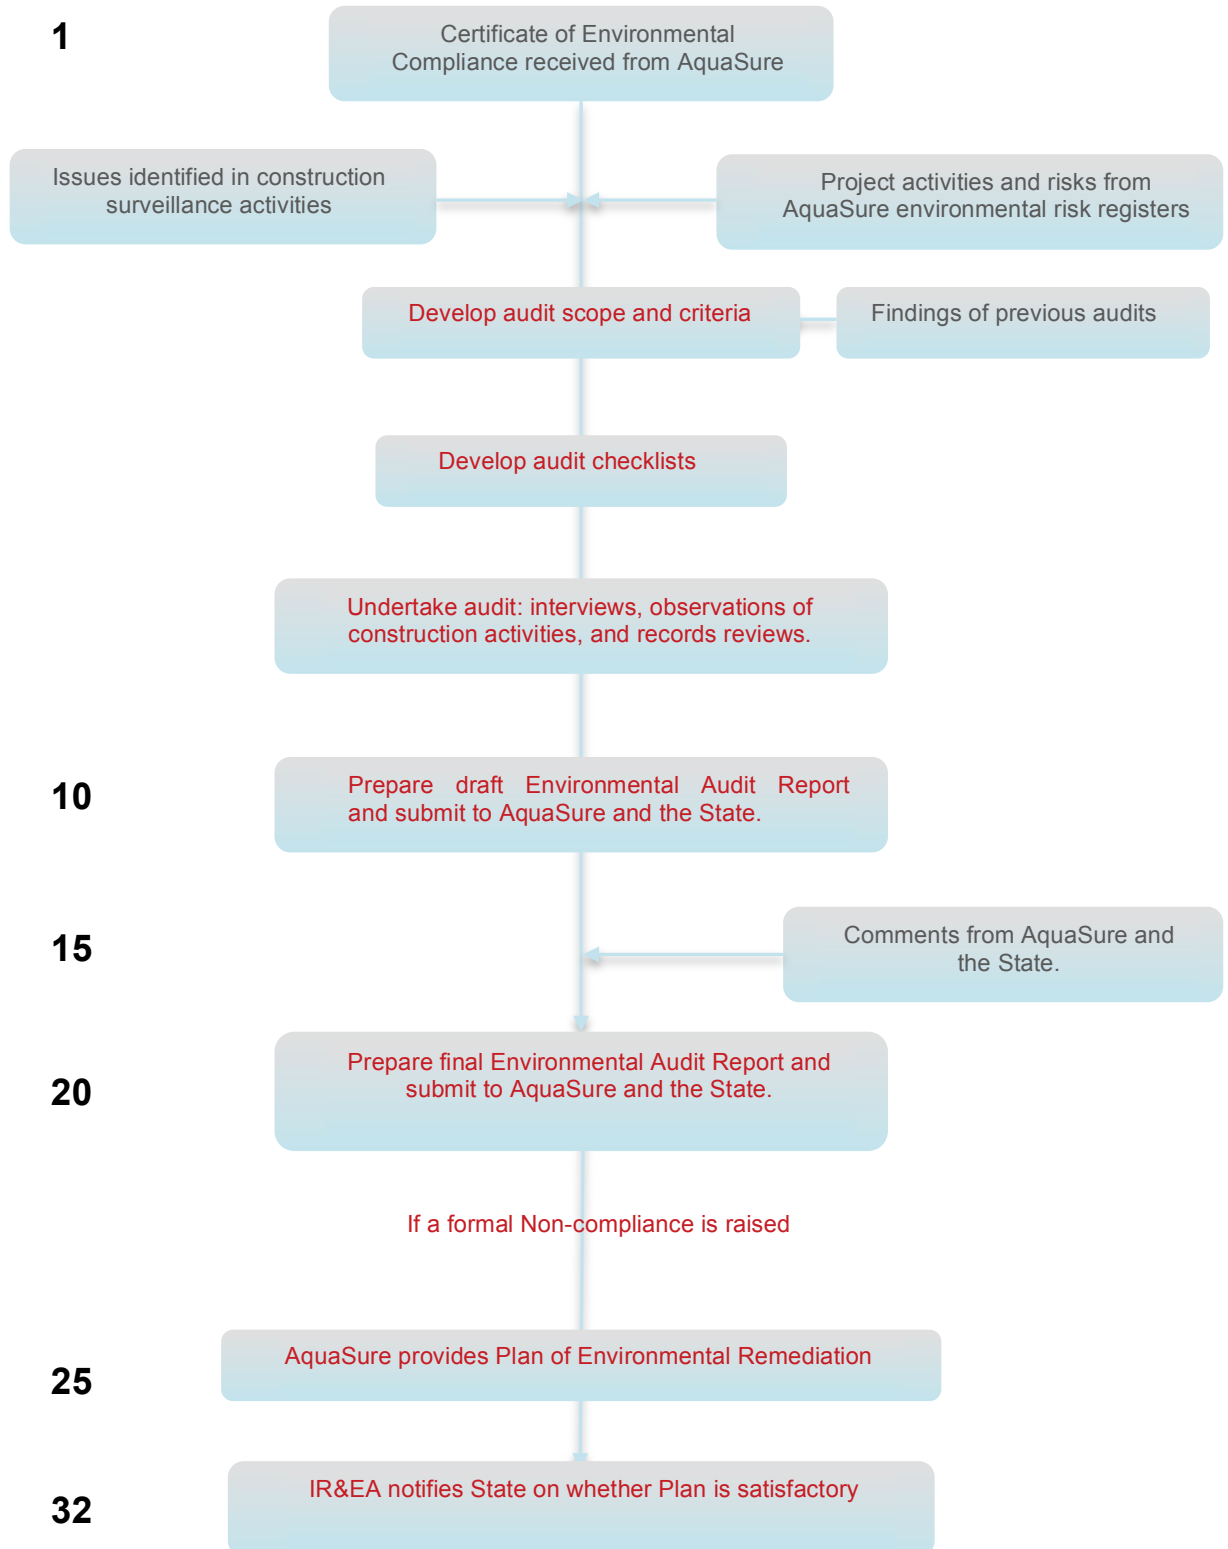 1
Certificate of Environmental
Compliance received from AquaSure
Issues identified in construction
surveillance activities
Project activities and risks from
AquaSure environmental risk registers
Develop audit scope and criteria
Findings of previous audits
Develop audit checklists
Undertake audit: interviews, observations of
construction activities, and records reviews.
10
Prepare draft Environmental Audit Report
and submit to AquaSure and the State.
15
Comments from AquaSure and
the State.
20
Prepare final Environmental Audit Report and
submit to AquaSure and the State.
If a formal Non-compliance is raised
25
AquaSure provides Plan of Environmental Remediation
32
IR&EA notifies State on whether Plan is satisfactory